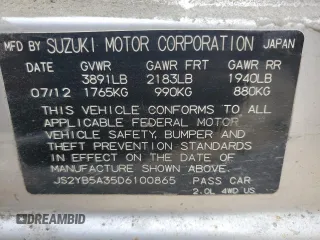 MFD BY SUZUKI MOTOR CORPORATION JAPAN
DATE GVWR GAWR FRT GAWR RR
3891LB 2183LB 1940LB
07/12 1765KG 990KG 880KG
THIS VEHICLE CONFORMS TO ALL
APPLICABLE FEDERAL MOTOR
VEHICLE SAFETY, BUMPER AND
THEFT PREVENTION STANDARDS
IN EFFECT ON THE DATE OF
MANUFACTURE SHOWN ABOVE.
JS2YB5A35D6100865 PASS CAR
2.0L 4WD US
DREAMBID